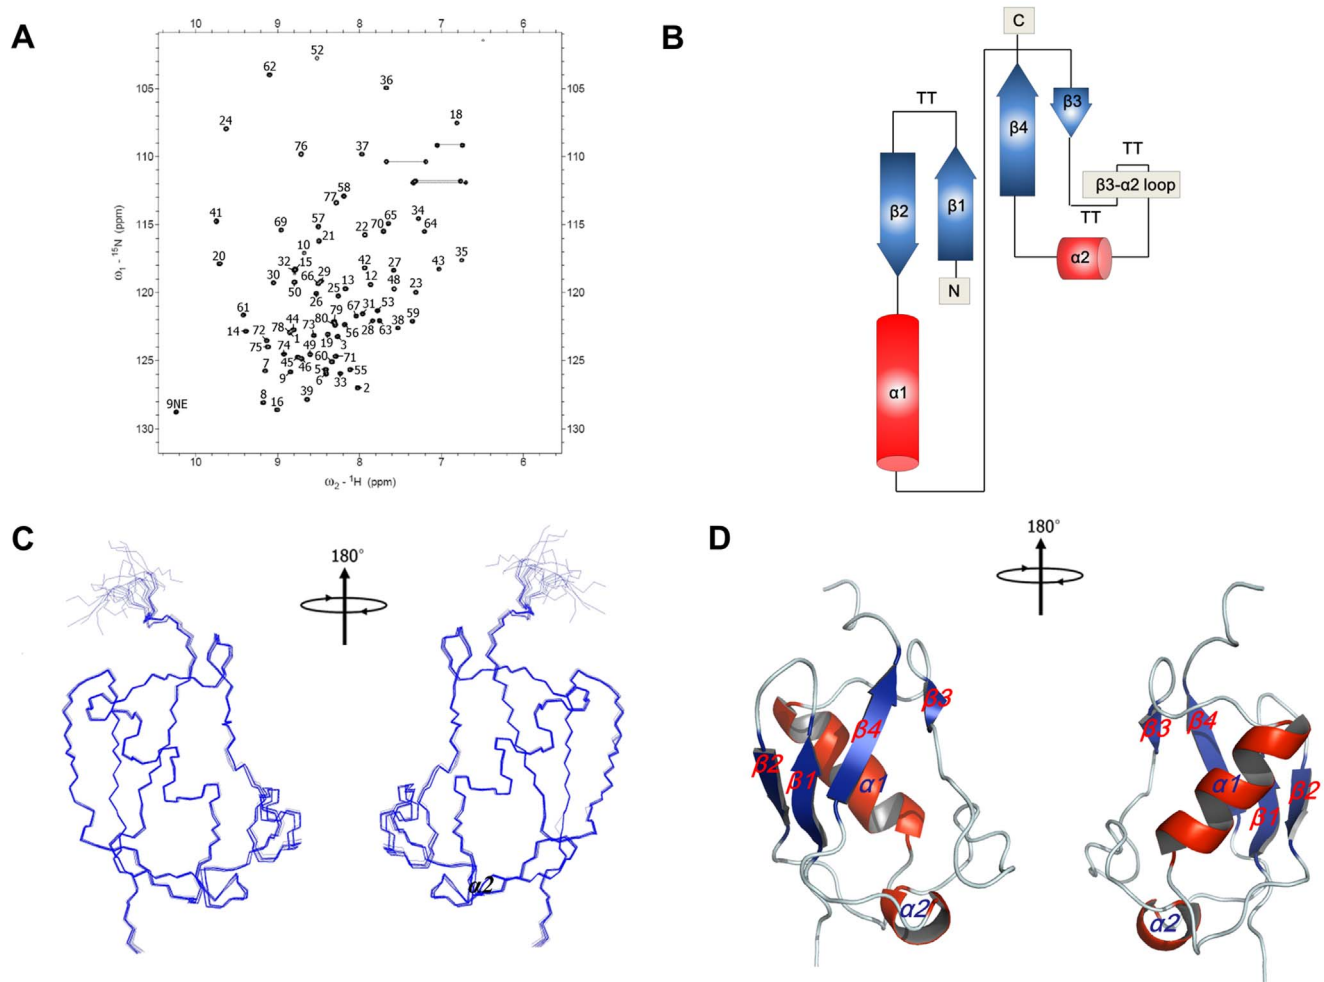 A
10 9 8 7 6
52
62
105 36 105
18
24
110 76 37 110
58
77
41 57 65 34
115 69 22 70 64 115
21
10
20 32 15 42 27 43 35
30 66 29 13 12 48
120 50 25 23 120
26 79 67 31 53
61 44 80
14 72 78 73 38 59
1 19 3 56 28 63
75 74 49 60 71
125 7 45 46 5 55 125
9 6 33 2
8 39
9NE 16
130 130
10 9 8 7 6
ω1 - 15N (ppm)
ω2 - 1H (ppm)
B
C
TT
β3
β4
TT
β3-α2 loop
β2
β1
TT
α2
N
α1
C
180°
α2
D
180°
β3
β4
β2
β1
α1
α2
β3
β4
α1
β2
β1
α2